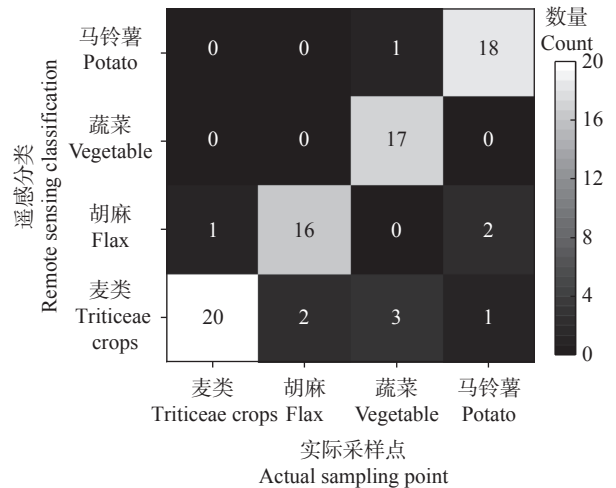 数量
Count
马铃薯
Potato
0 0 1 18
20
蔬菜
Vegetable
0 0 17 0
16
12
胡麻
Flax
1 16 0 2
8
麦类
Triticeae
crops
20 2 3 1
4
0
遥感分类
Remote sensing classification
麦类 胡麻 蔬菜 马铃薯
Triticeae crops Flax Vegetable Potato
实际采样点
Actual sampling point